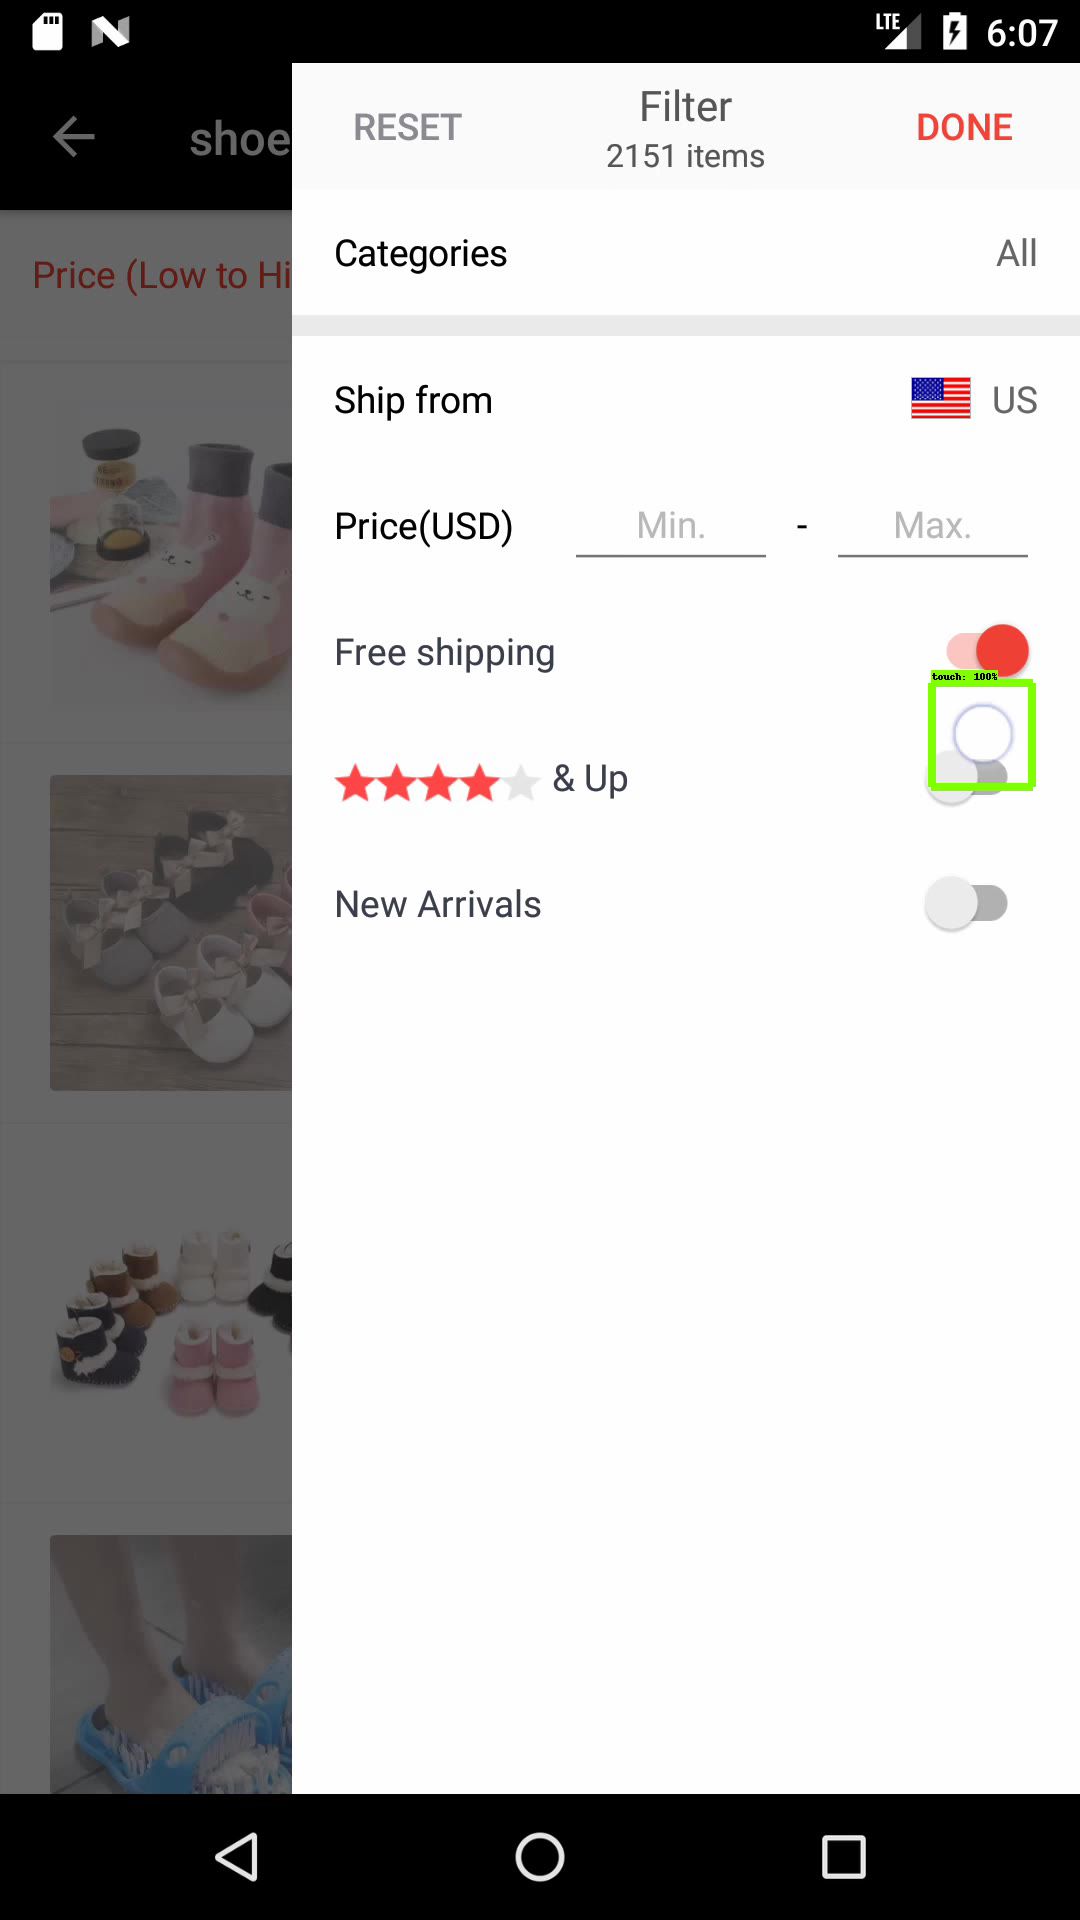 LTE 6:07
shoe
RESET Filter DONE
2151 items
Price (Low to Hi
Categories All
Ship from US
Price(USD) Min. - Max.
Free shipping
touch: 100%
& Up
New Arrivals